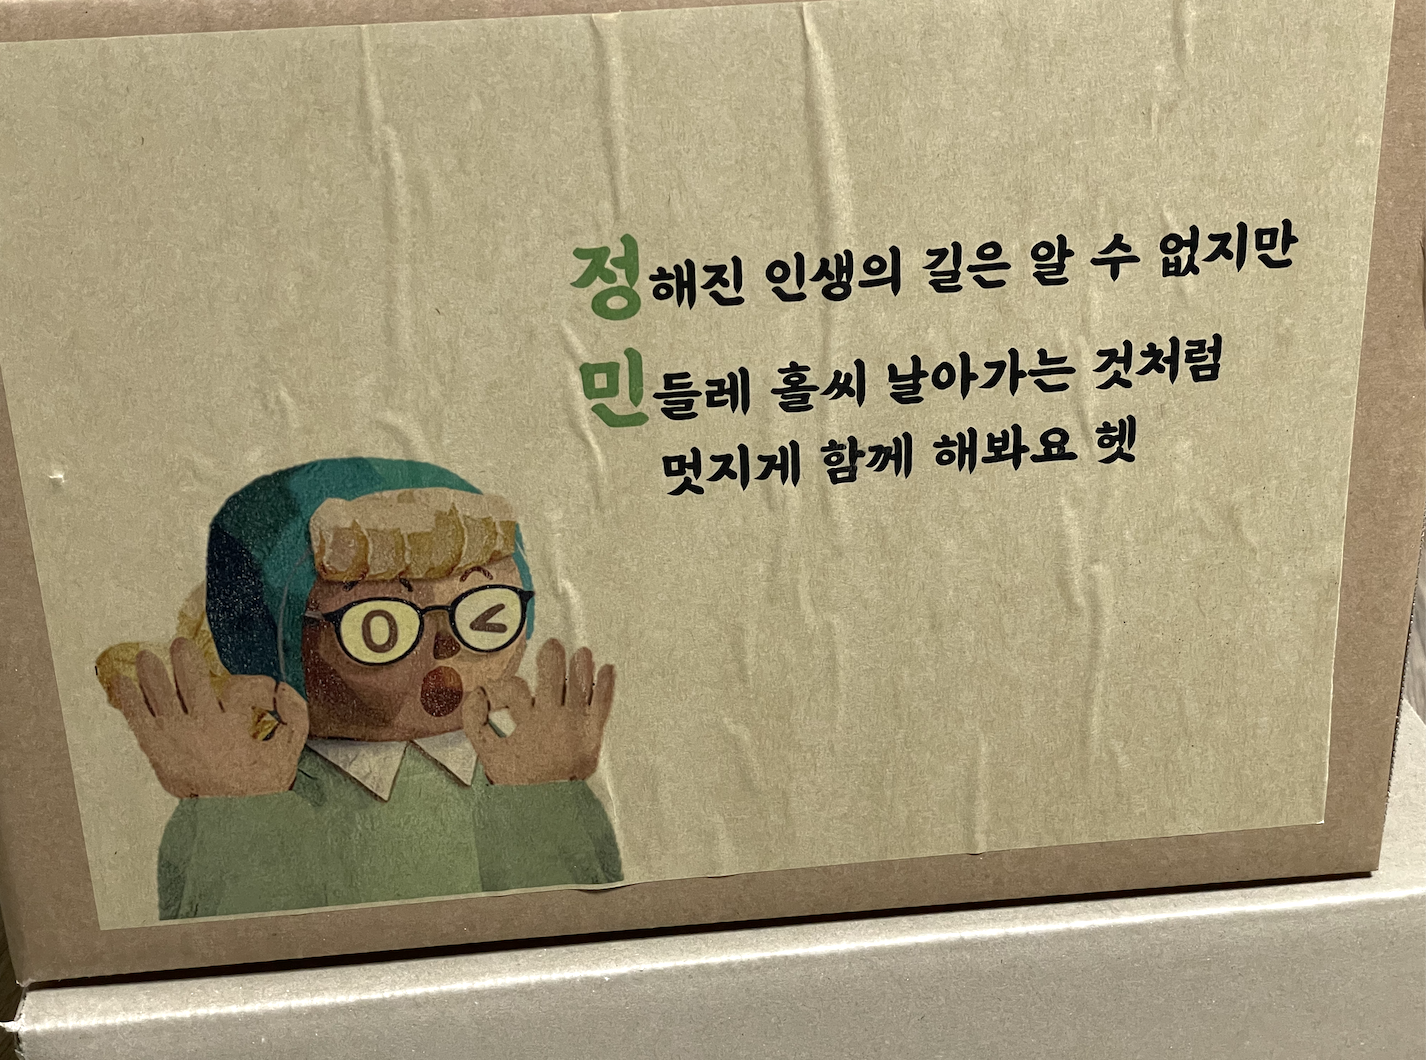 정해진 인생의 길은 알 수 없지만
민들레 홀씨 날아가는 것처럼
멋지게 함께 해봐요 헷